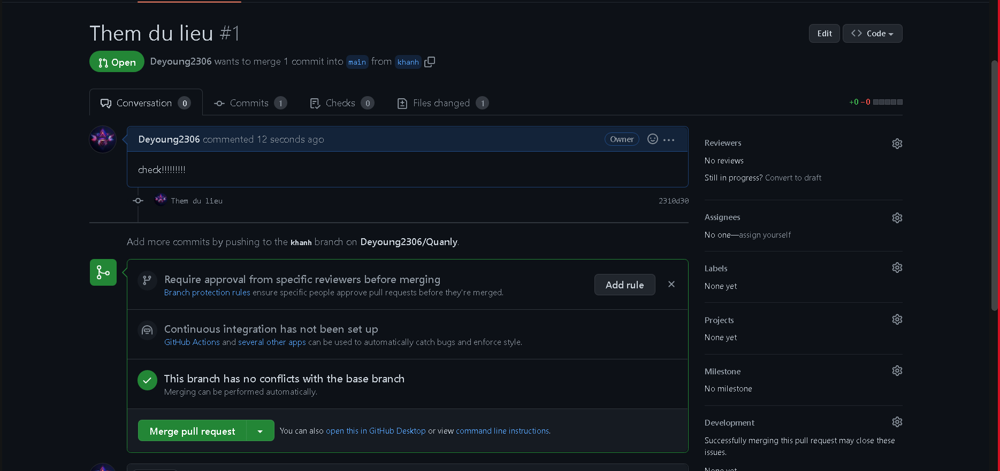 Them du lieu #1
Edit
<> Code
Open
Deyoung2306 wants to merge 1 commit into main from khanh
Conversation 0
Commits 1
Checks 0
Files changed 1
+0 −0
Deyoung2306 commented 12 seconds ago
Owner
check!!!!!!!!!
Them du lieu
2310d30
Add more commits by pushing to the khanh branch on Deyoung2306/Quanly.
Require approval from specific reviewers before merging
Branch protection rules ensure specific people approve pull requests before they're merged.
Add rule
Continuous integration has not been set up
GitHub Actions and several other apps can be used to automatically catch bugs and enforce style.
This branch has no conflicts with the base branch
Merging can be performed automatically.
Merge pull request
You can also open this in GitHub Desktop or view command line instructions.
Reviewers
No reviews
Still in progress? Convert to draft
Assignees
No one—assign yourself
Labels
None yet
Projects
None yet
Milestone
No milestone
Development
Successfully merging this pull request may close these
issues.
None yet